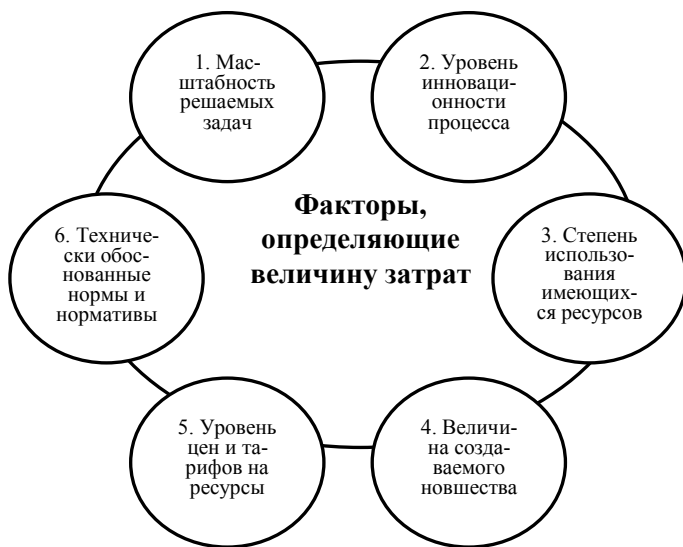 1. Мас-
штабность
решаемых
задач
2. Уровень
инноваци-
онности
процесса
Факторы,
определяющие
величину затрат
3. Степень
использо-
вания
имеющих-
ся ресурсов
4. Величи-
на созда-
ваемого
новшества
5. Уровень
цен и та-
рифов на
ресурсы
6. Техниче-
ски обос-
нованные
нормы и
нормативы